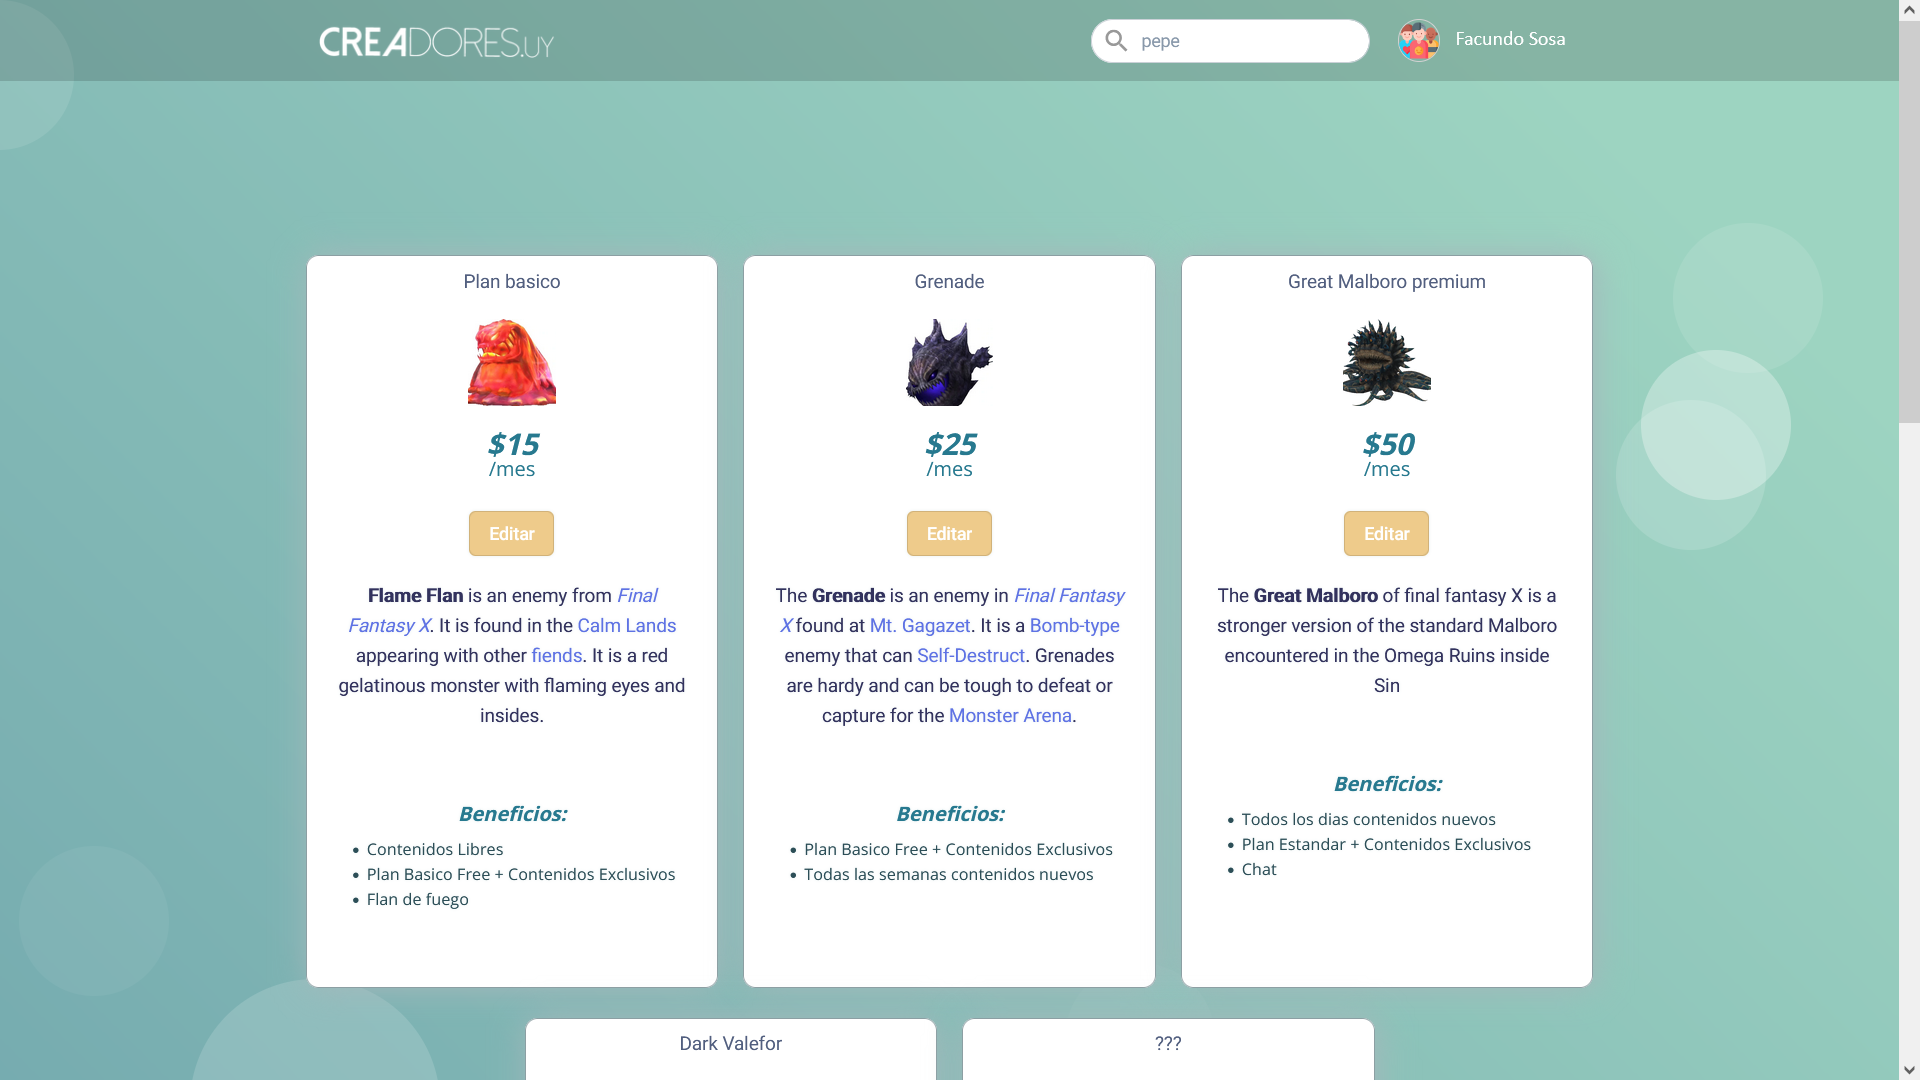 CREADORES.UY
pepe
Facundo Sosa
Plan basico
$15
/mes
Editar
Flame Flan is an enemy from Final
Fantasy X. It is found in the Calm Lands
appearing with other fiends. It is a red
gelatinous monster with flaming eyes and
insides.
Beneficios:
• Contenidos Libres
• Plan Basico Free + Contenidos Exclusivos
• Flan de fuego
Grenade
$25
/mes
Editar
The Grenade is an enemy in Final Fantasy
X found at Mt. Gagazet. It is a Bomb-type
enemy that can Self-Destruct. Grenades
are hardy and can be tough to defeat or
capture for the Monster Arena.
Beneficios:
• Plan Basico Free + Contenidos Exclusivos
• Todas las semanas contenidos nuevos
Great Malboro premium
$50
/mes
Editar
The Great Malboro of final fantasy X is a
stronger version of the standard Malboro
encountered in the Omega Ruins inside
Sin
Beneficios:
• Todos los dias contenidos nuevos
• Plan Estandar + Contenidos Exclusivos
• Chat
Dark Valefor
???